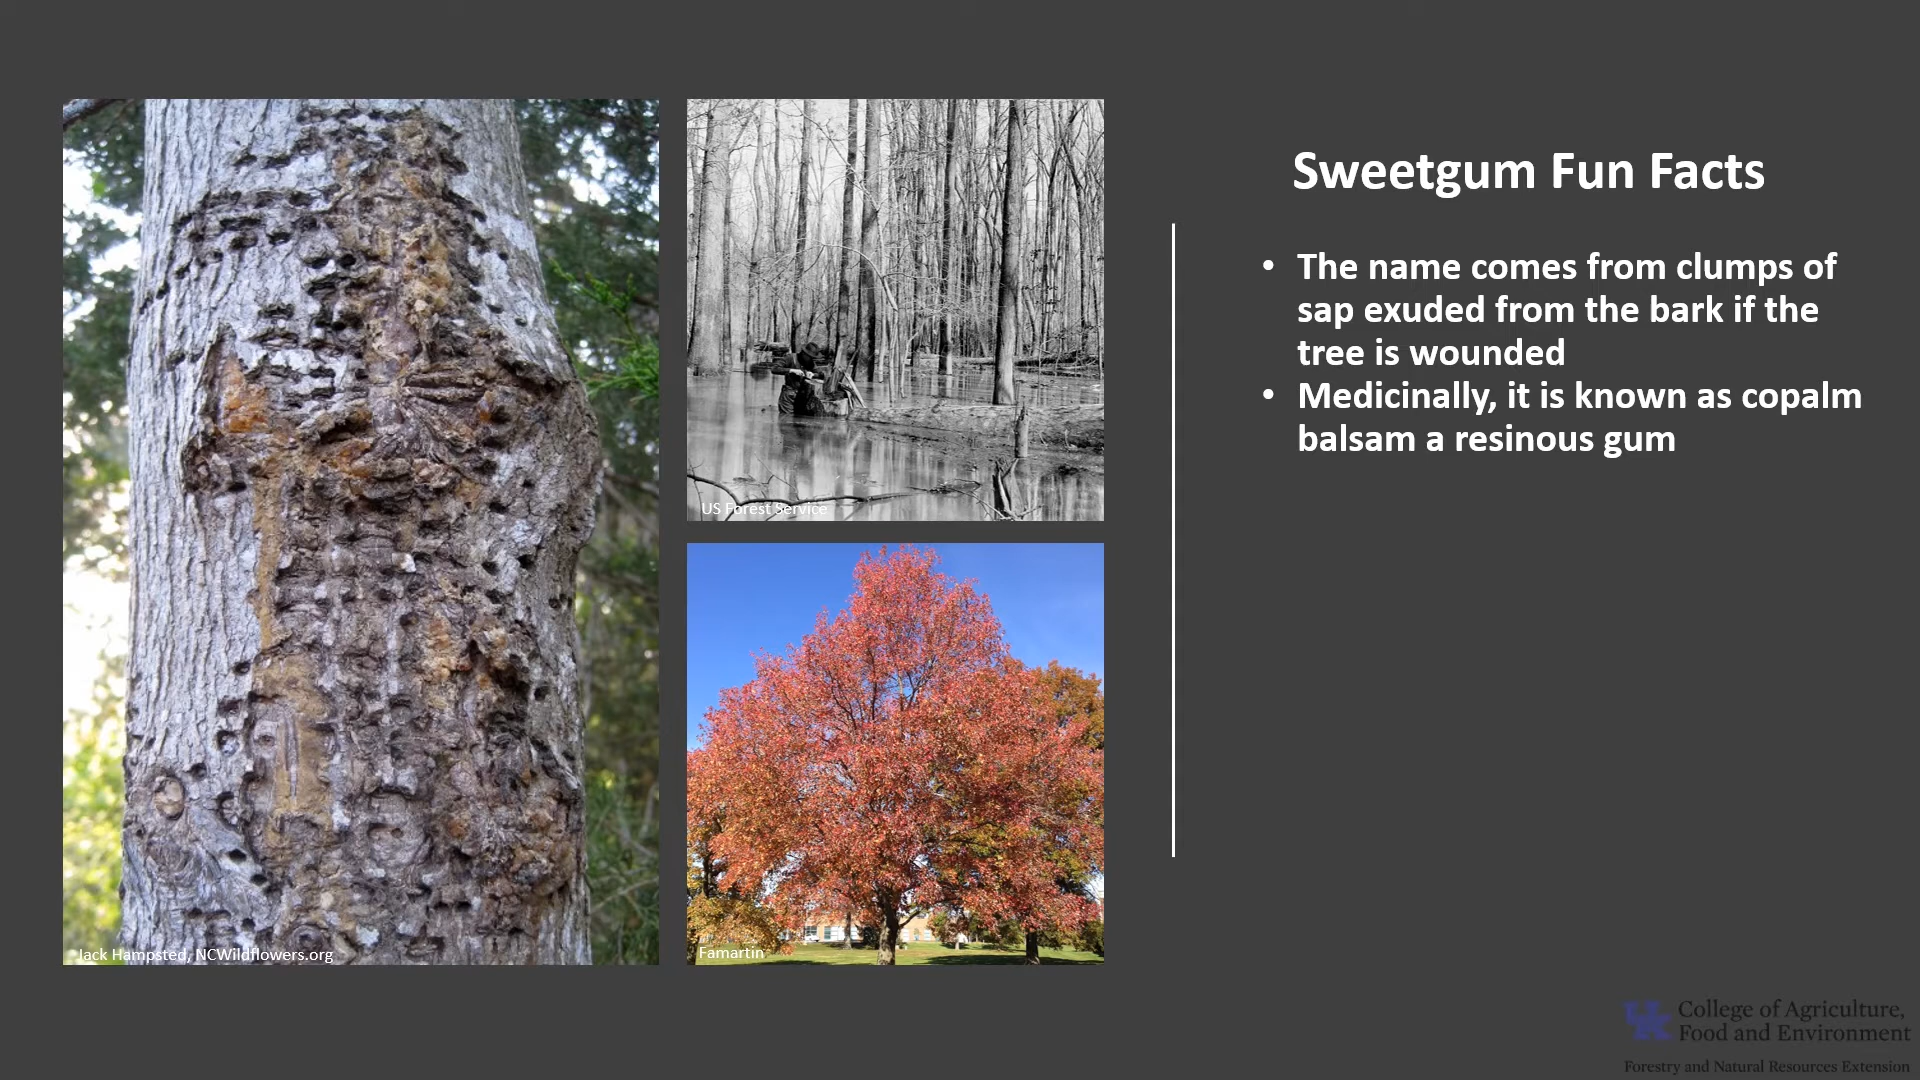 Sweetgum Fun Facts
• The name comes from clumps of
sap exuded from the bark if the
tree is wounded
• Medicinally, it is known as copalm
balsam a resinous gum
US Forest Service
Jack Hampsted, NCWildflowers.org
Famartin
UK College of Agriculture,
Food and Environment
Forestry and Natural Resources Extension